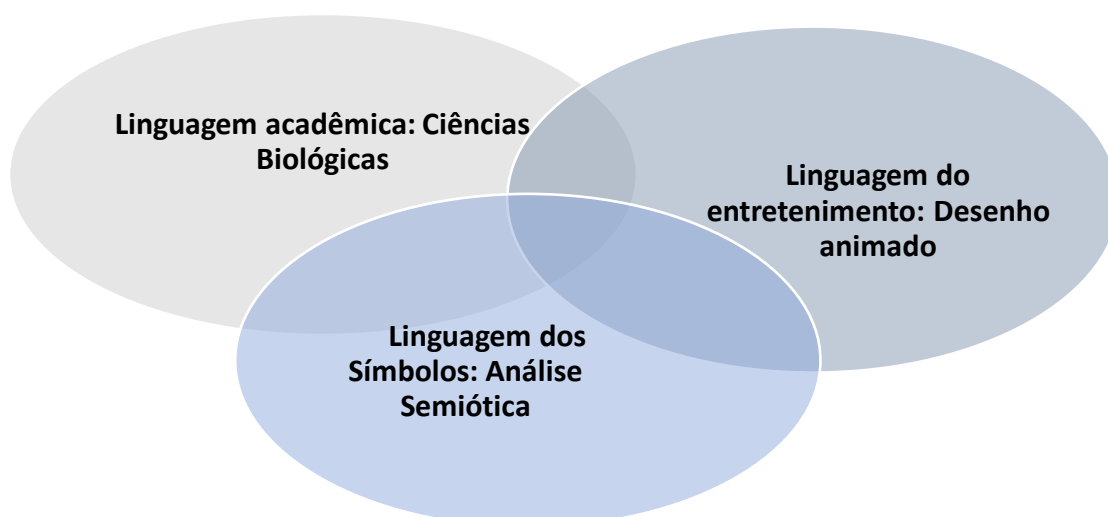 Linguagem acadêmica: Ciências
Biológicas
Linguagem do
entretenimento: Desenho
animado
Linguagem dos
Símbolos: Análise
Semiótica